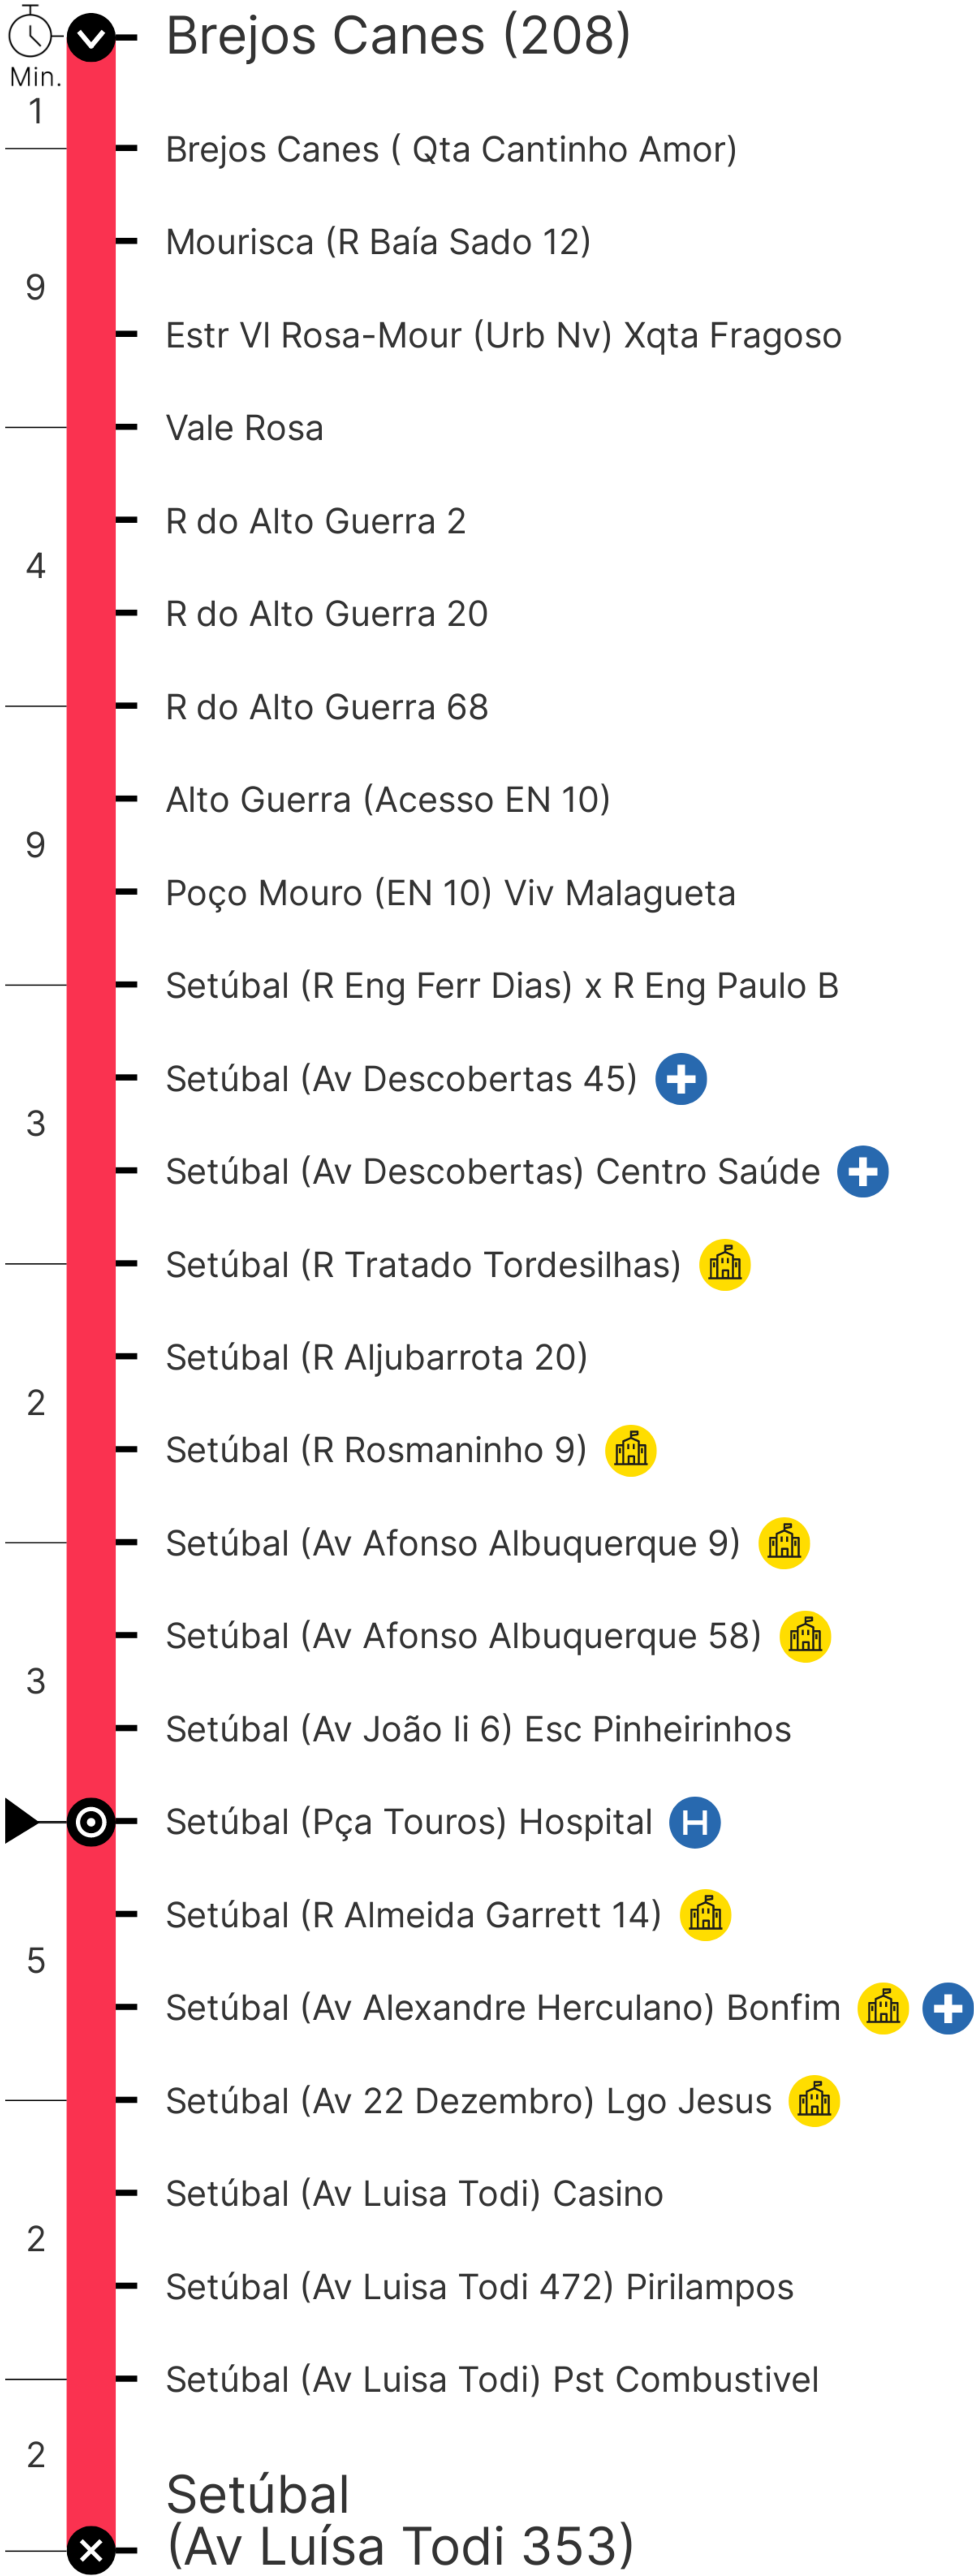 Brejos Canes (208)
Min.
1
Brejos Canes ( Qta Cantinho Amor)
Mourisca (R Baía Sado 12)
9
Estr Vl Rosa-Mour (Urb Nv) Xqta Fragoso
Vale Rosa
R do Alto Guerra 2
4
R do Alto Guerra 20
R do Alto Guerra 68
Alto Guerra (Acesso EN 10)
9
Poço Mouro (EN 10) Viv Malagueta
Setúbal (R Eng Ferr Dias) x R Eng Paulo B
Setúbal (Av Descobertas 45)
3
Setúbal (Av Descobertas) Centro Saúde
Setúbal (R Tratado Tordesilhas)
Setúbal (R Aljubarrota 20)
2
Setúbal (R Rosmaninho 9)
Setúbal (Av Afonso Albuquerque 9)
Setúbal (Av Afonso Albuquerque 58)
3
Setúbal (Av João Ii 6) Esc Pinheirinhos
Setúbal (Pça Touros) Hospital H
Setúbal (R Almeida Garrett 14)
5
Setúbal (Av Alexandre Herculano) Bonfim
Setúbal (Av 22 Dezembro) Lgo Jesus
Setúbal (Av Luisa Todi) Casino
2
Setúbal (Av Luisa Todi 472) Pirilampos
Setúbal (Av Luisa Todi) Pst Combustivel
2
Setúbal
(Av Luísa Todi 353)